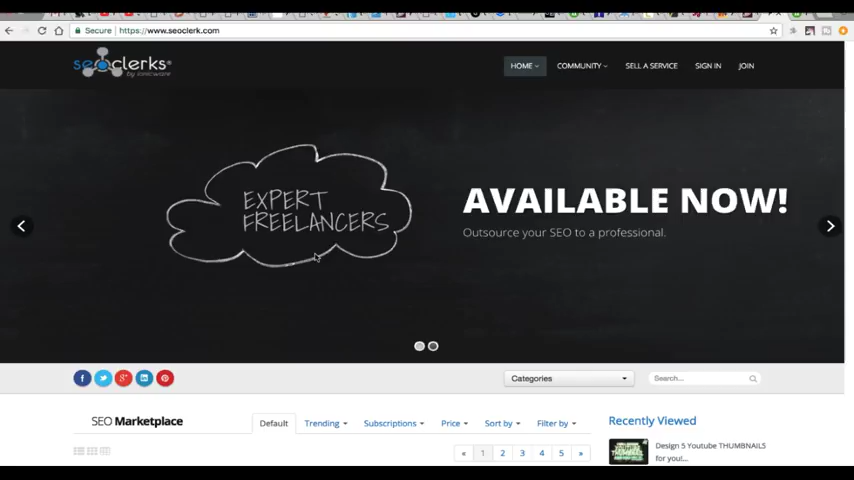 Secure https://www.seoclerk.com
seoclerks®
by ionicware
HOME
COMMUNITY
SELL A SERVICE
SIGN IN
JOIN
EXPERT
FREELANCERS
AVAILABLE NOW!
Outsource your SEO to a professional.
Categories
Search...
SEO Marketplace
Default
Trending
Subscriptions
Price
Sort by
Filter by
Recently Viewed
« 1 2 3 4 5 »
Design 5 Youtube THUMBNAILS
for you!...